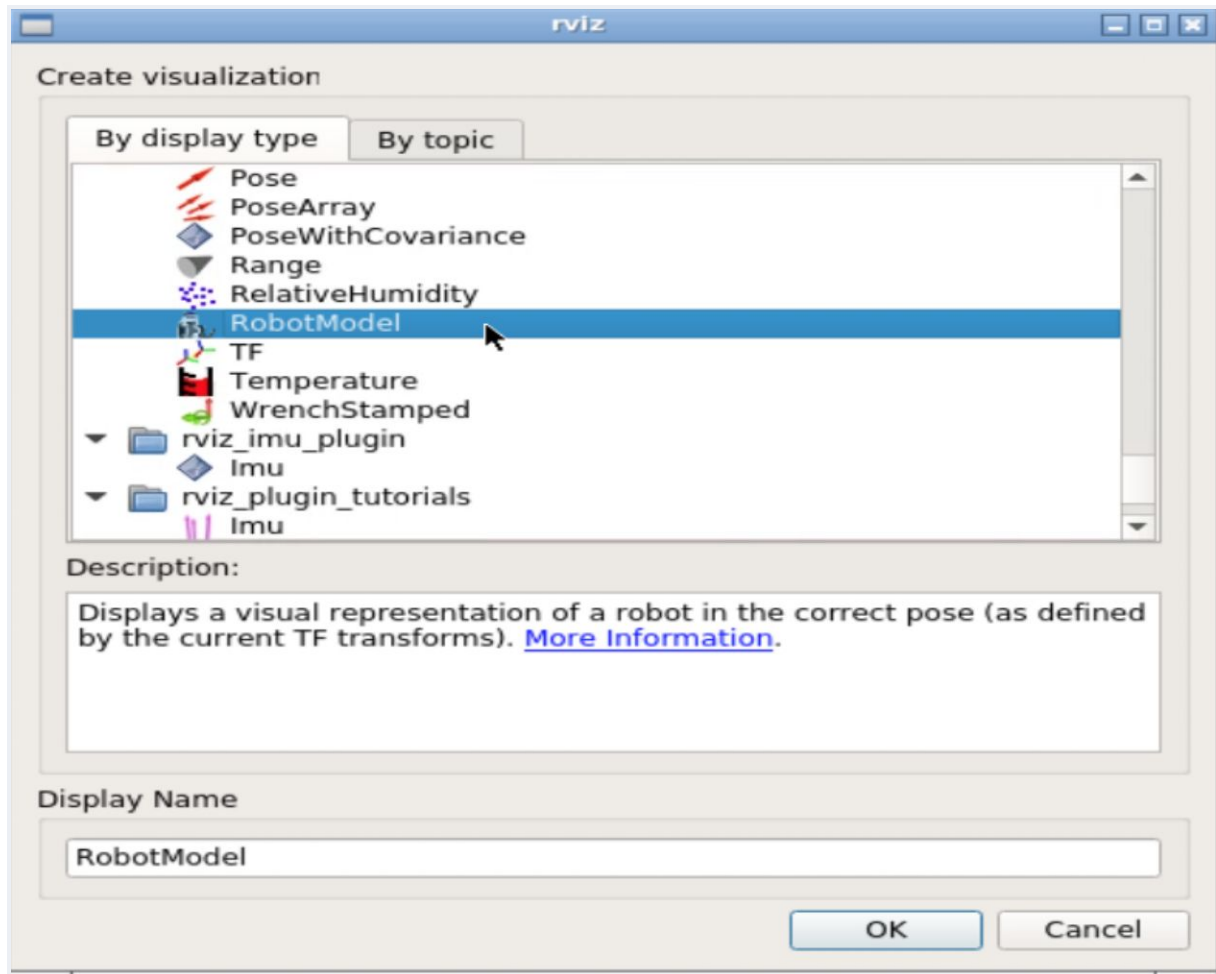 rviz
Create visualization
By display type
By topic
Pose
PoseArray
PoseWithCovariance
Range
RelativeHumidity
RobotModel
TF
Temperature
WrenchStamped
rviz_imu_plugin
Imu
rviz_plugin_tutorials
Imu
Description:
Displays a visual representation of a robot in the correct pose (as defined
by the current TF transforms). More Information.
Display Name
RobotModel
OK
Cancel